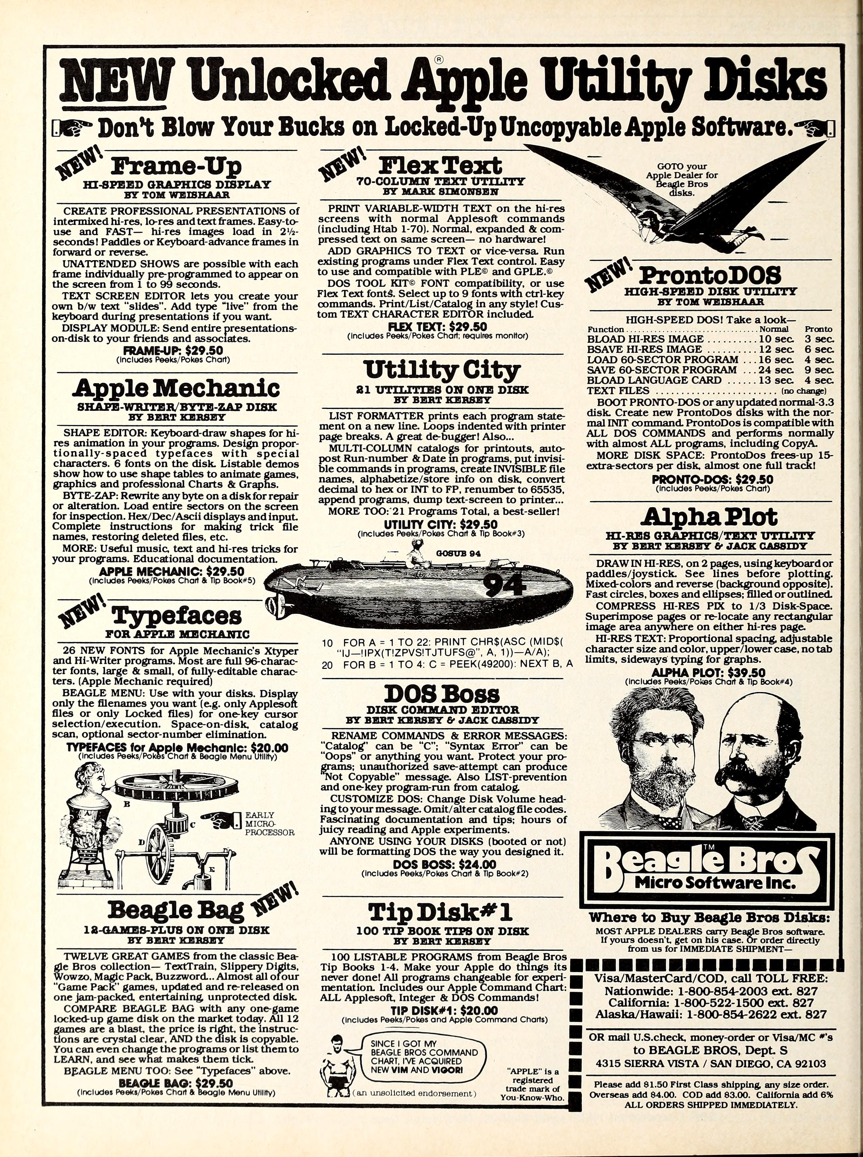 NEW Unlocked Apple Utility Disks
®
Don't Blow Your Bucks on Locked-Up Uncopyable Apple Software.
NEW!
Frame-Up
HI-SPEED GRAPHICS DISPLAY
BY TOM WEISHAAR
CREATE PROFESSIONAL PRESENTATIONS of
intermixed hi-res, lo-res and text frames. Easy-to-
use and FAST— hi-res images load in 2½-
seconds! Paddles or Keyboard-advance frames in
forward or reverse.
UNATTENDED SHOWS are possible with each
frame individually pre-programmed to appear on
the screen from 1 to 99 seconds.
TEXT SCREEN EDITOR lets you create your
own b/w text "slides". Add type "live" from the
keyboard during presentations if you want.
DISPLAY MODULE: Send entire presentations-
on-disk to your friends and associates.
FRAME-UP: $29.50
(includes Peeks/Pokes Chart)
Apple Mechanic
SHAPE-WRITER/BYTE-ZAP DISK
BY BERT KERSEY
SHAPE EDITOR: Keyboard-draw shapes for hi-
res animation in your programs. Design propor-
tionally-spaced typefaces with special
characters. 6 fonts on the disk. Listable demos
show how to use shape tables to animate games,
graphics and professional Charts & Graphs.
BYTE-ZAP: Rewrite any byte on a disk for repair
or alteration. Load entire sectors on the screen
for inspection. Hex/Dec/Ascii displays and input.
Complete instructions for making trick file
names, restoring deleted files, etc.
MORE: Useful music, text and hi-res tricks for
your programs. Educational documentation.
APPLE MECHANIC: $29.50
(includes Peeks/Pokes Chart & Tip Book#5)
NEW!
Typefaces
FOR APPLE MECHANIC
26 NEW FONTS for Apple Mechanic's Xtyper
and Hi-Writer programs. Most are full 96-charac-
ter fonts, large & small, of fully-editable charac-
ters. (Apple Mechanic required)
BEAGLE MENU: Use with your disks. Display
only the filenames you want (e.g. only Applesoft
files or only Locked files) for one-key cursor
selection/execution. Space-on-disk, catalog
scan, optional sector-number elimination.
TYPEFACES for Apple Mechanic: $20.00
(includes Peeks/Pokes Chart & Beagle Menu Utility)
B
C
D
E
EARLY
MICRO-
PROCESSOR
Beagle Bag
NEW!
12-GAMES-PLUS ON ONE DISK
BY BERT KERSEY
TWELVE GREAT GAMES from the classic Bea-
gle Bros collection— TextTrain, Slippery Digits,
Wowzo, Magic Pack, Buzzword... Almost all of our
"Game Pack" games, updated and re-released on
one jam-packed, entertaining, unprotected disk.
COMPARE BEAGLE BAG with any one-game
locked-up game disk on the market today. All 12
games are a blast, the price is right, the instruc-
tions are crystal clear, AND the disk is copyable.
You can even change the programs or list them to
LEARN, and see what makes them tick.
BEAGLE MENU TOO: See "Typefaces" above.
BEAGLE BAG: $29.50
(includes Peeks/Pokes Chart & Beagle Menu Utility)
NEW!
Flex Text
70-COLUMN TEXT UTILITY
BY MARK SIMONSEN
PRINT VARIABLE-WIDTH TEXT on the hi-res
screens with normal Applesoft commands
(including Htab 1-70). Normal, expanded & com-
pressed text on same screen— no hardware!
ADD GRAPHICS TO TEXT or vice-versa. Run
existing programs under Flex Text control. Easy
to use and compatible with PLE© and GPLE.©
DOS TOOL KIT© FONT compatibility, or use
Flex Text fonts. Select up to 9 fonts with ctrl-key
commands. Print/List/Catalog in any style! Cus-
tom TEXT CHARACTER EDITOR included.
FLEX TEXT: $29.50
(includes Peeks/Pokes Chart; requires monitor)
Utility City
21 UTILITIES ON ONE DISK
BY BERT KERSEY
LIST FORMATTER prints each program state-
ment on a new line. Loops indented with printer
page breaks. A great de-bugger! Also...
MULTI-COLUMN catalogs for printouts, auto-
post Run-number & Date in programs, put invisi-
ble commands in programs, create INVISIBLE file
names, alphabetize/store info on disk, convert
decimal to hex or INT to FP, renumber to 65535,
append programs, dump text-screen to printer...
MORE TOO: 21 Programs Total, a best-seller!
UTILITY CITY: $29.50
(includes Peeks/Pokes Chart & Tip Book#3)
GOSUB 94
94
10 FOR A = 1 TO 22: PRINT CHR$(ASC (MID$(
"IJ—!IPX(T!ZPVS!TJTUFS@", A, 1))—A/A);
20 FOR B = 1 TO 4: C = PEEK(49200): NEXT B, A
DOS Boss
DISK COMMAND EDITOR
BY BERT KERSEY & JACK CASSIDY
RENAME COMMANDS & ERROR MESSAGES:
"Catalog" can be "C"; "Syntax Error" can be
"Oops" or anything you want. Protect your pro-
grams; unauthorized save-attempt can produce
"Not Copyable" message. Also LIST-prevention
and one-key program-run from catalog.
CUSTOMIZE DOS: Change Disk Volume head-
ing to your message. Omit/alter catalog file codes.
Fascinating documentation and tips; hours of
juicy reading and Apple experiments.
ANYONE USING YOUR DISKS (booted or not)
will be formatting DOS the way you designed it.
DOS BOSS: $24.00
(includes Peeks/Pokes Chart & Tip Book#2)
Tip Disk#1
100 TIP BOOK TIPS ON DISK
BY BERT KERSEY
100 LISTABLE PROGRAMS from Beagle Bros
Tip Books 1-4. Make your Apple do things its
never done! All programs changeable for experi-
mentation. Includes our Apple Command Chart:
ALL Applesoft, Integer & DOS Commands!
TIP DISK#1: $20.00
(includes Peeks/Pokes and Apple Command Charts)
SINCE I GOT MY
BEAGLE BROS COMMAND
CHART, I'VE ACQUIRED
NEW VIM AND VIGOR!
(an unsolicited endorsement)
"APPLE" is a
registered
trade mark of
You-Know-Who.
GOTO your
Apple Dealer for
Beagle Bros
disks.
NEW!
ProntoDOS
HIGH-SPEED DISK UTILITY
BY TOM WEISHAAR
HIGH-SPEED DOS! Take a look—
Function Normal Pronto
BLOAD HI-RES IMAGE .......... 10 sec. 3 sec.
BSAVE HI-RES IMAGE .......... 12 sec. 6 sec.
LOAD 60-SECTOR PROGRAM ... 16 sec. 4 sec.
SAVE 60-SECTOR PROGRAM ... 24 sec. 9 sec.
BLOAD LANGUAGE CARD ...... 13 sec. 4 sec.
TEXT FILES .................... (no change)
BOOT PRONTO-DOS or any updated normal-3.3
disk. Create new ProntoDos disks with the nor-
mal INIT command. ProntoDos is compatible with
ALL DOS COMMANDS and performs normally
with almost ALL programs, including CopyA.
MORE DISK SPACE: ProntoDos frees-up 15-
extra-sectors per disk, almost one full track!
PRONTO-DOS: $29.50
(includes Peeks/Pokes Chart)
Alpha Plot
HI-RES GRAPHICS/TEXT UTILITY
BY BERT KERSEY & JACK CASSIDY
DRAW IN HI-RES, on 2 pages, using keyboard or
paddles/joystick. See lines before plotting.
Mixed-colors and reverse (background opposite).
Fast circles, boxes and ellipses; filled or outlined.
COMPRESS HI-RES PIX to 1/3 Disk-Space.
Superimpose pages or re-locate any rectangular
image area anywhere on either hi-res page.
HI-RES TEXT: Proportional spacing, adjustable
character size and color, upper/lower case, no tab
limits, sideways typing for graphs.
ALPHA PLOT: $39.50
(includes Peeks/Pokes Chart & Tip Book#4)
Beagle Bros
TM
Micro Software Inc.
Where to Buy Beagle Bros Disks:
MOST APPLE DEALERS carry Beagle Bros software.
If yours doesn't, get on his case. Or order directly
from us for IMMEDIATE SHIPMENT—
Visa/MasterCard/COD, call TOLL FREE:
Nationwide: 1-800-854-2003 ext. 827
California: 1-800-522-1500 ext. 827
Alaska/Hawaii: 1-800-854-2622 ext. 827
OR mail U.S.check, money-order or Visa/MC #'s
to BEAGLE BROS, Dept. S
4315 SIERRA VISTA / SAN DIEGO, CA 92103
Please add $1.50 First Class shipping, any size order.
Overseas add $4.00. COD add $3.00. California add 6%
ALL ORDERS SHIPPED IMMEDIATELY.